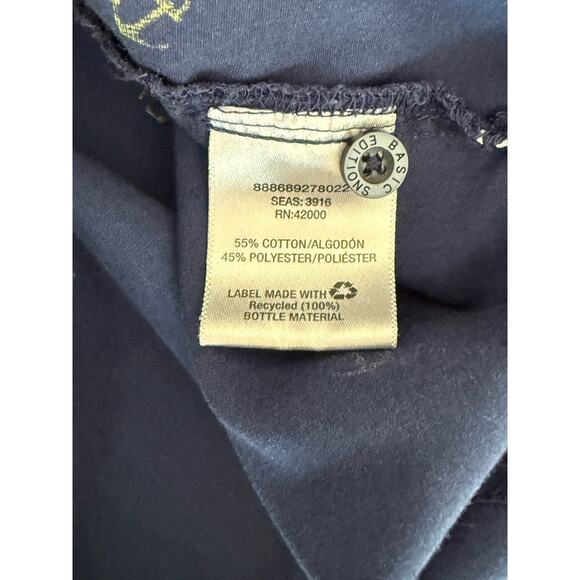 888689278022
SEAS: 3916
RN:42000
55% COTTON/ALGODÓN
45% POLYESTER/POLIÉSTER
LABEL MADE WITH
Recycled (100%)
BOTTLE MATERIAL
BASIC EDITIONS